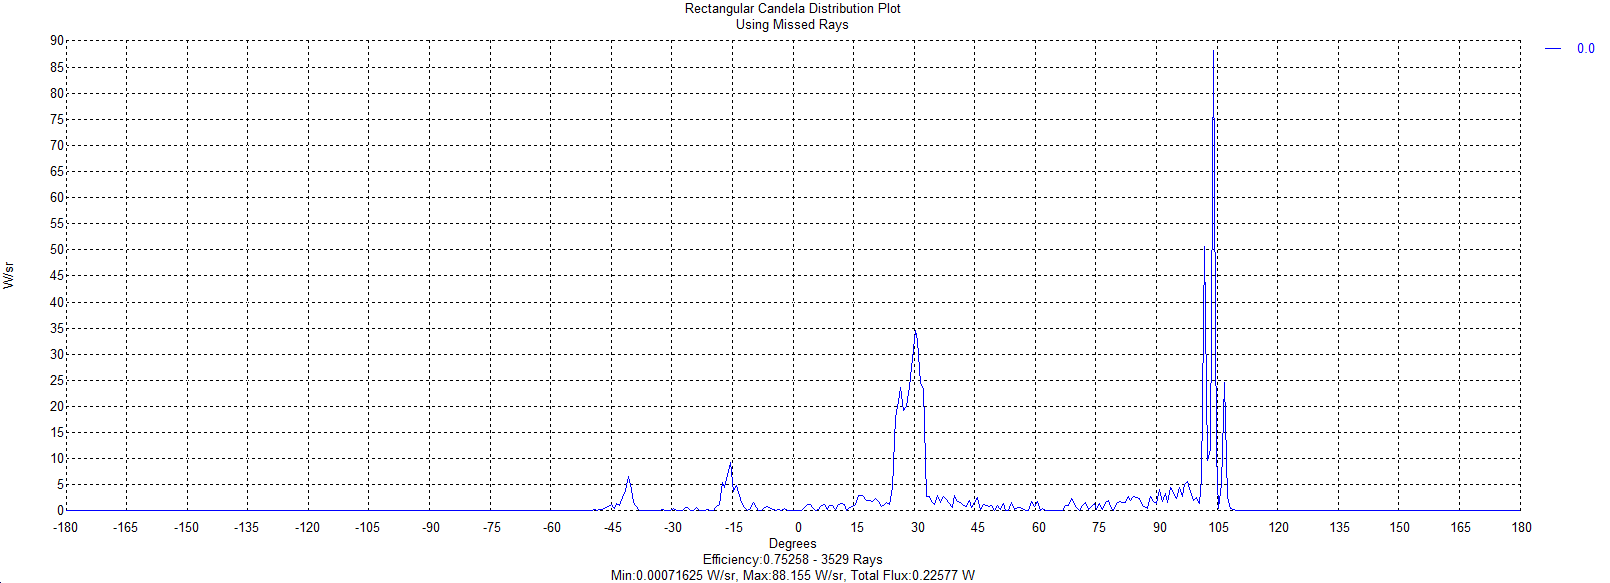 Rectangular Candela Distribution Plot
Using Missed Rays
0.0
90
85
80
75
70
65
60
55
50
45
40
35
30
25
20
15
10
5
0
W/sr
-180 -165 -150 -135 -120 -105 -90 -75 -60 -45 -30 -15 0 15 30 45 60 75 90 105 120 135 150 165 180
Degrees
Efficiency:0.75258 - 3529 Rays
Min:0.00071625 W/sr, Max:88.155 W/sr, Total Flux:0.22577 W